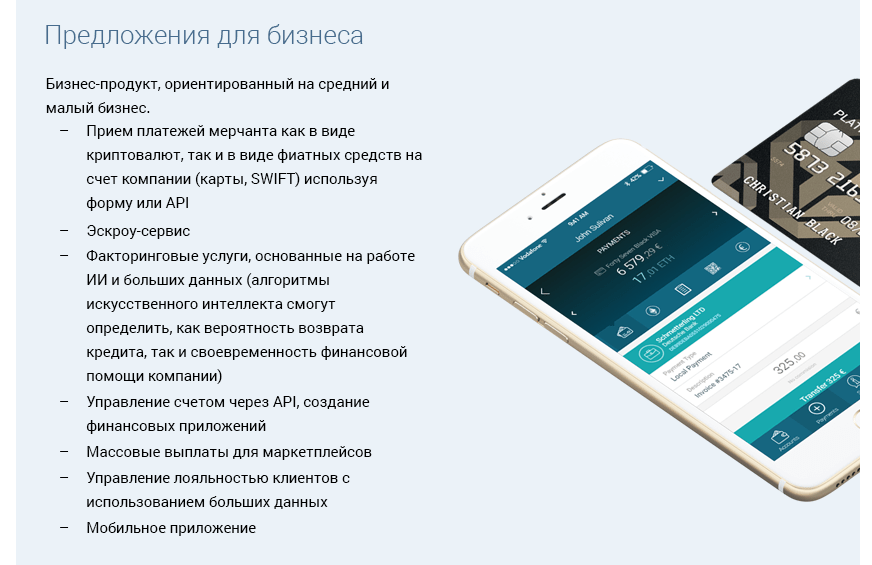 Предложения для бизнеса
Бизнес-продукт, ориентированный на средний и
малый бизнес.
– Прием платежей мерчанта как в виде
криптовалют, так и в виде фиатных средств на
счет компании (карты, SWIFT) используя
форму или API
– Эскроу-сервис
– Факторинговые услуги, основанные на работе
ИИ и больших данных (алгоритмы
искусственного интеллекта смогут
определить, как вероятность возврата
кредита, так и своевременность финансовой
помощи компании)
– Управление счетом через API, создание
финансовых приложений
– Массовые выплаты для маркетплейсов
– Управление лояльностью клиентов с
использованием больших данных
– Мобильное приложение
Vodafone
9:41 AM
42%
John Sulivan
PAYMENTS
Forty Seven Black VISA
6 579,29 €
17,01 ETH
Schmetterling LTD
Deutsche Bank
Payment Type
Local Payment
Description
Invoice #3475-17
325,00
€
Transfer 325 €
Accounts
Payments
5873
CHRISTIAN BLACK
08/